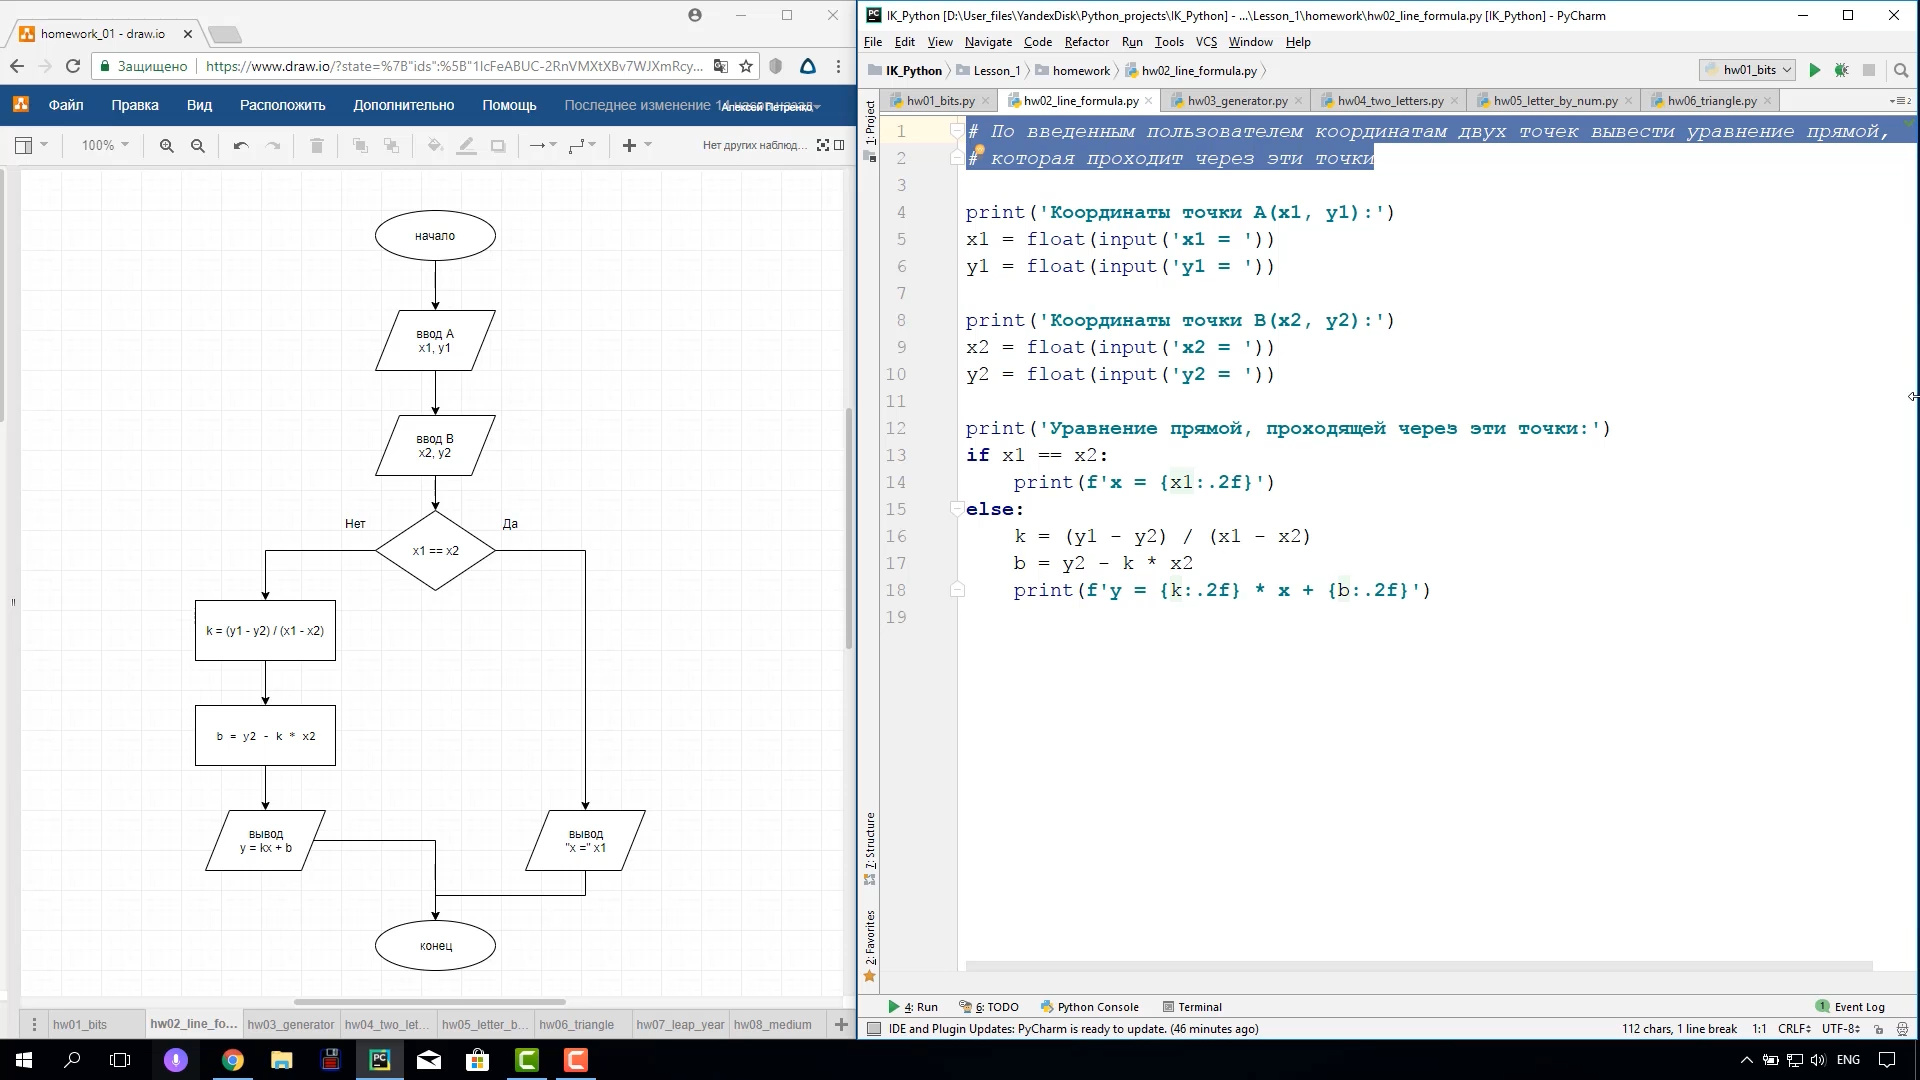 homework_01 - draw.io
Защищено
https://www.draw.io/?state=%7B"ids":%5B"1IcFeABUC-2RnVMXtXBv7WJXmRcy...
Файл Правка Вид Расположить Дополнительно Помощь
Последнее изменение 14
Алексей Петренко
100%
Нет других наблюд...
начало
ввод A
x1, y1
ввод B
x2, y2
Нет
Да
x1 == x2
k = (y1 - y2) / (x1 - x2)
b = y2 - k * x2
вывод
y = kx + b
вывод
"x =" x1
конец
hw01_bits hw02_line_fo... hw03_generator hw04_two_let... hw05_letter_b... hw06_triangle hw07_leap_year hw08_medium
IK_Python [D:\User_files\YandexDisk\Python_projects\IK_Python] - ...\Lesson_1\homework\hw02_line_formula.py [IK_Python] - PyCharm
File Edit View Navigate Code Refactor Run Tools VCS Window Help
IK_Python Lesson_1 homework hw02_line_formula.py
hw01_bits
hw01_bits.py hw02_line_formula.py hw03_generator.py hw04_two_letters.py hw05_letter_by_num.py hw06_triangle.py
2
1: Project
7: Structure
2: Favorites
1 # По введенным пользователем координатам двух точек вывести уравнение прямой,
2 # которая проходит через эти точки
3
4 print('Координаты точки A(x1, y1):')
5 x1 = float(input('x1 = '))
6 y1 = float(input('y1 = '))
7
8 print('Координаты точки B(x2, y2):')
9 x2 = float(input('x2 = '))
10 y2 = float(input('y2 = '))
11
12 print('Уравнение прямой, проходящей через эти точки:')
13 if x1 == x2:
14 print(f'x = {x1:.2f}')
15 else:
16 k = (y1 - y2) / (x1 - x2)
17 b = y2 - k * x2
18 print(f'y = {k:.2f} * x + {b:.2f}')
19
4: Run 6: TODO Python Console Terminal
1 Event Log
IDE and Plugin Updates: PyCharm is ready to update. (46 minutes ago)
112 chars, 1 line break 1:1 CRLF UTF-8
PC
ENG